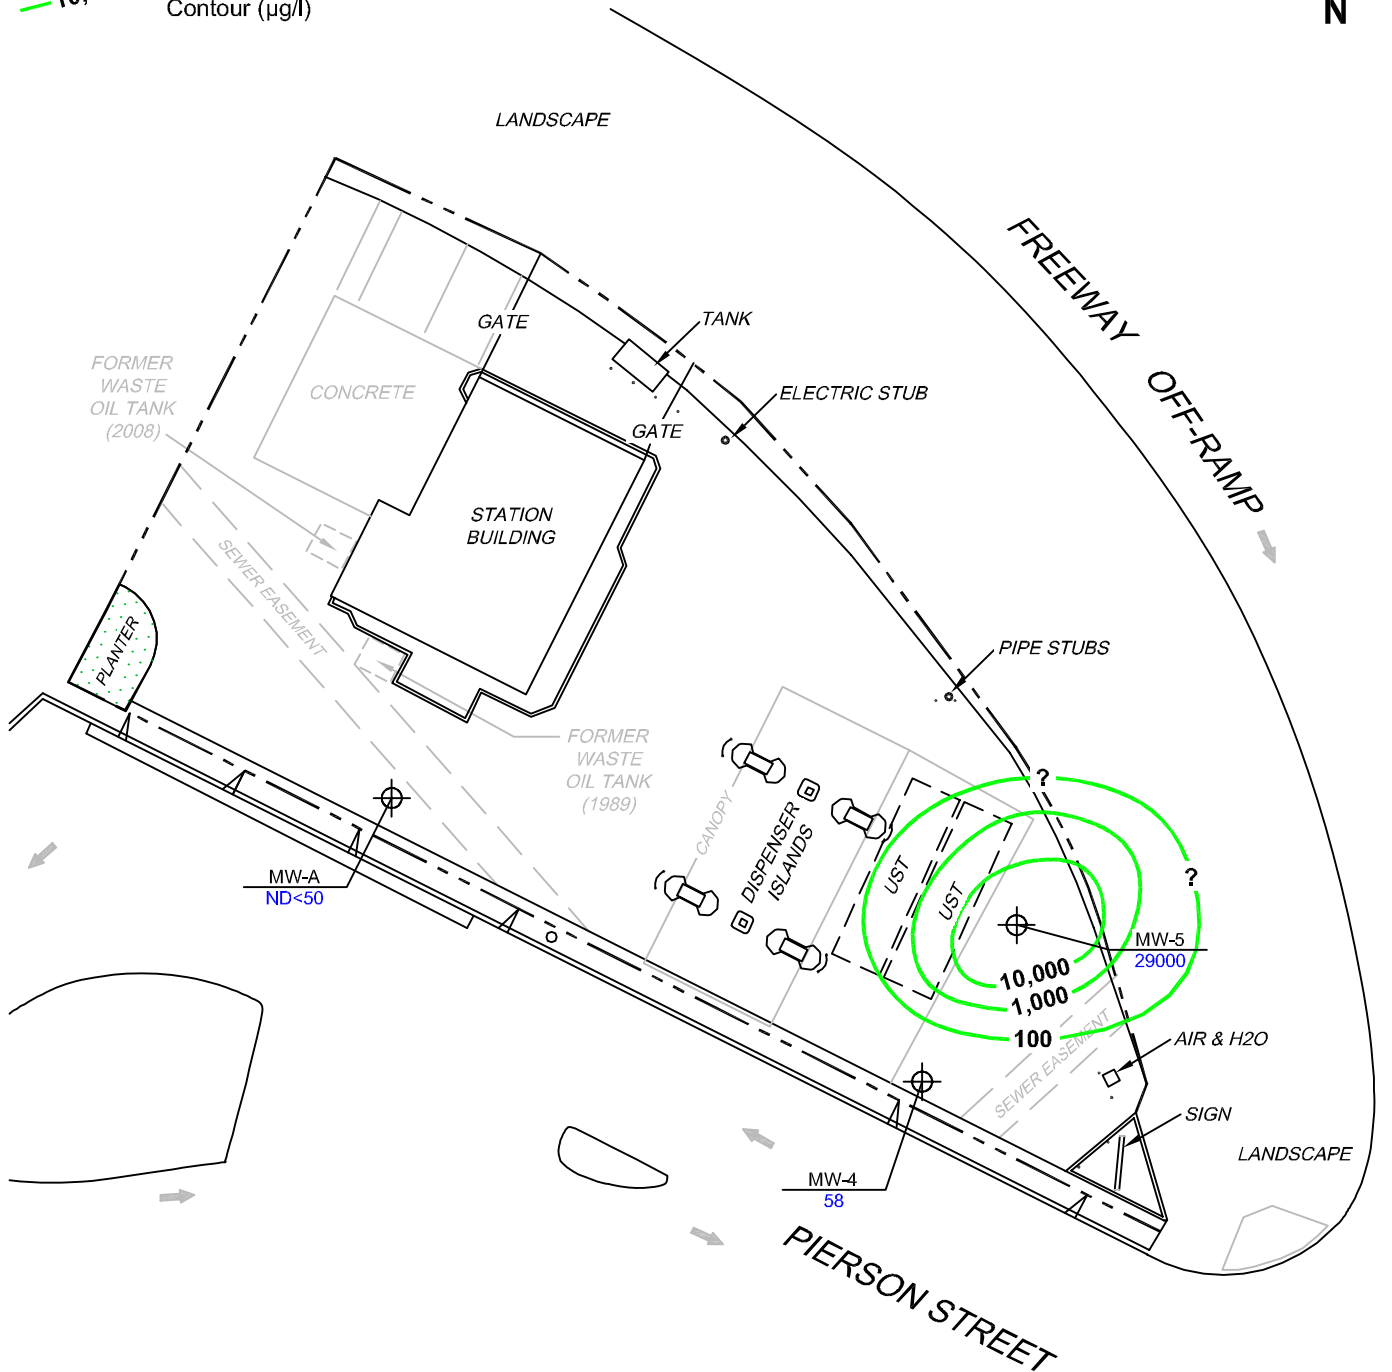 Contour (µg/l)
N
LANDSCAPE
FREEWAY OFF-RAMP
TANK
GATE
ELECTRIC STUB
GATE
FORMER
WASTE
OIL TANK
(2008)
CONCRETE
STATION
BUILDING
SEWER EASEMENT
PLANTER
PIPE STUBS
FORMER
WASTE
OIL TANK
(1989)
CANOPY
DISPENSER
ISLANDS
UST
UST
?
?
MW-A
ND<50
MW-5
29000
10,000
1,000
100
SEWER EASEMENT
AIR & H2O
SIGN
LANDSCAPE
MW-4
58
PIERSON STREET